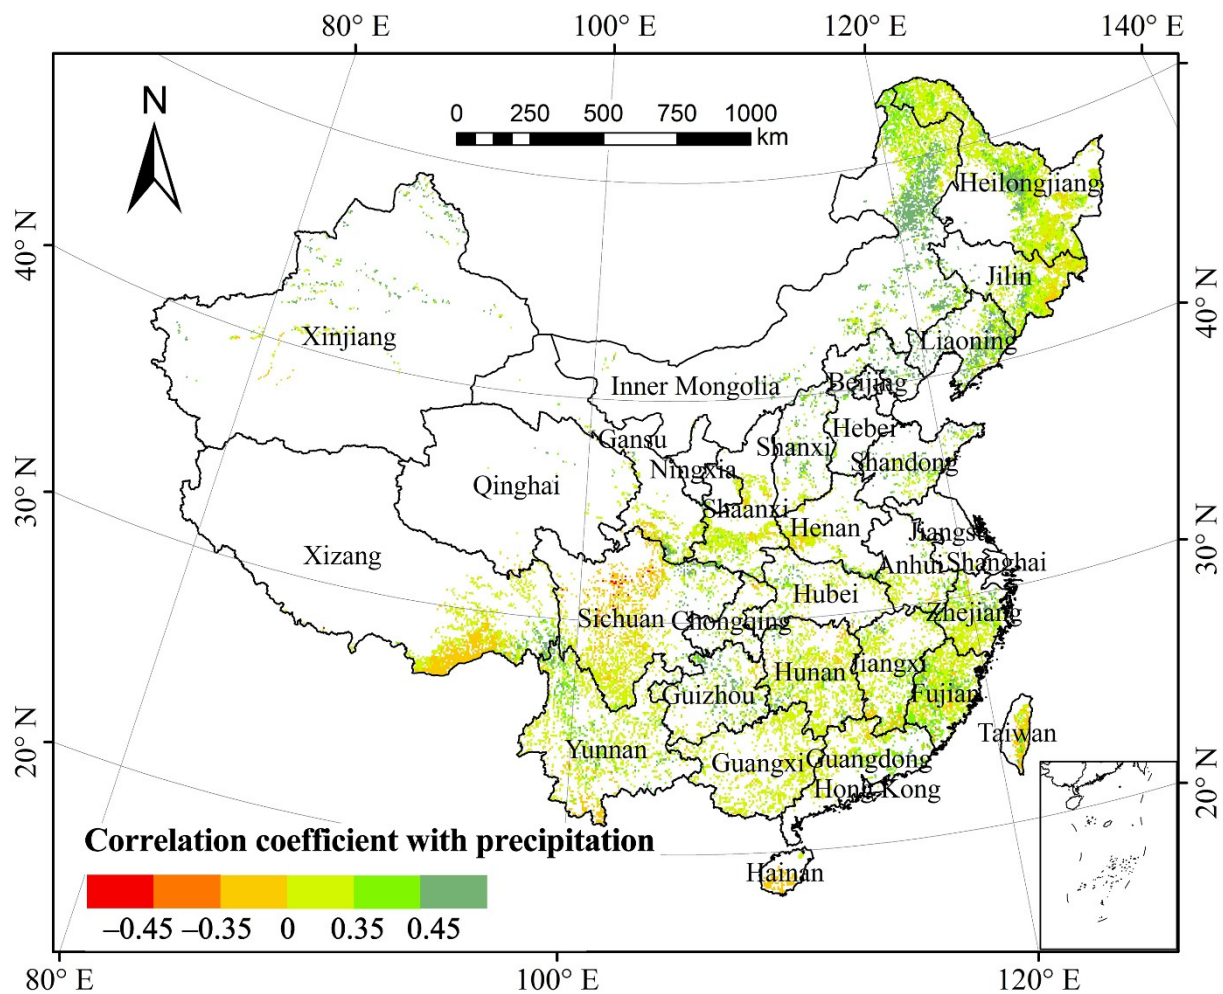 80° E
100° E
120° E
140° E
N
0 250 500 750 1000
km
40° N
30° N
20° N
40° N
30° N
20° N
Heilongjiang
Jilin
Liaoning
Xinjiang
Inner Mongolia
Beijing
Hebei
Gansu
Shanxi
Ningxia
Shandong
Qinghai
Shaanxi
Henan
Jiangsu
Xizang
Anhui
Shanghai
Hubei
Sichuan
Chongqing
Zhejiang
Hunan
Jiangxi
Guizhou
Fujian
Taiwan
Yunnan
Guangxi
Guangdong
Hong Kong
Hainan
Correlation coefficient with precipitation
−0.45 −0.35 0 0.35 0.45
80° E
100° E
120° E